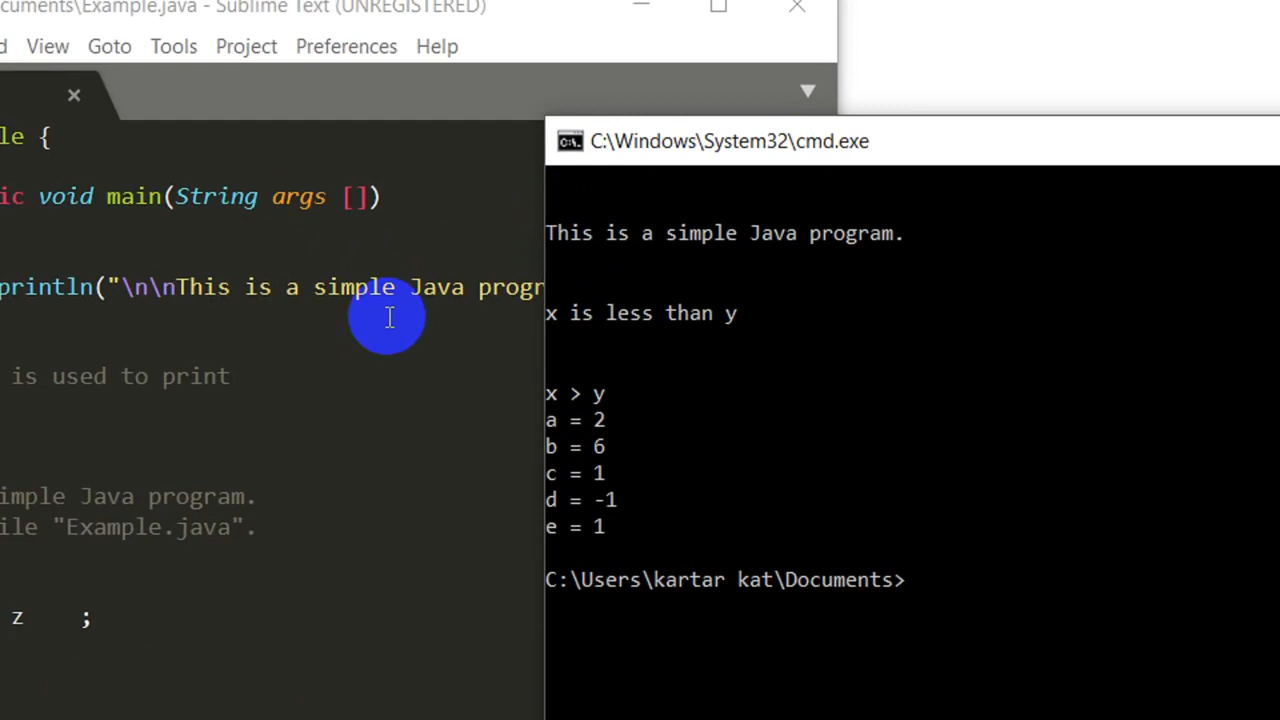 ocuments\Example.java - Sublime Text (UNREGISTERED)
d View Goto Tools Project Preferences Help
le {
ic void main(String args [])
println("\n\nThis is a simple Java progr
is used to print
imple Java program.
ile "Example.java".
z ;
C:\Windows\System32\cmd.exe
This is a simple Java program.
x is less than y
x > y
a = 2
b = 6
c = 1
d = -1
e = 1
C:\Users\kartar kat\Documents>